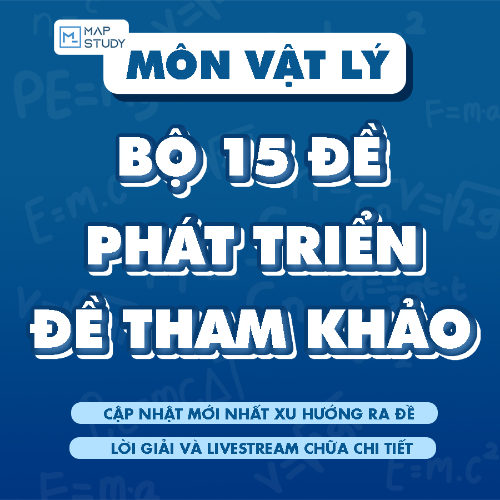 MAP
STUDY
MÔN VẬT LÝ
BỘ 15 ĐỀ
PHÁT TRIỂN
ĐỀ THAM KHẢO
CẬP NHẬT MỚI NHẤT XU HƯỚNG RA ĐỀ
LỜI GIẢI VÀ LIVESTREAM CHỮA CHI TIẾT